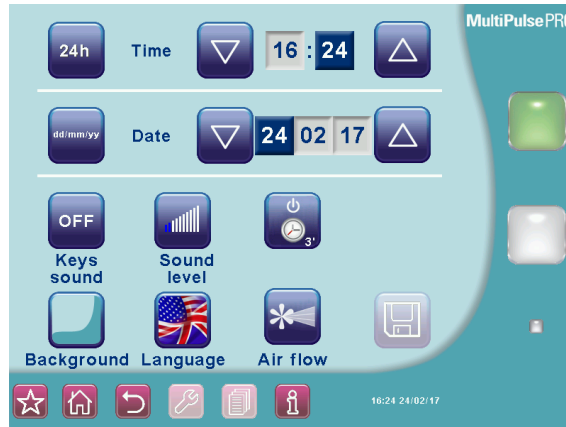 MultiPulsePR
24h Time 16 : 24
dd/mm/yy Date 24 02 17
OFF
3'
Keys sound
Sound level
Background Language Air flow
i
16:24 24/02/17